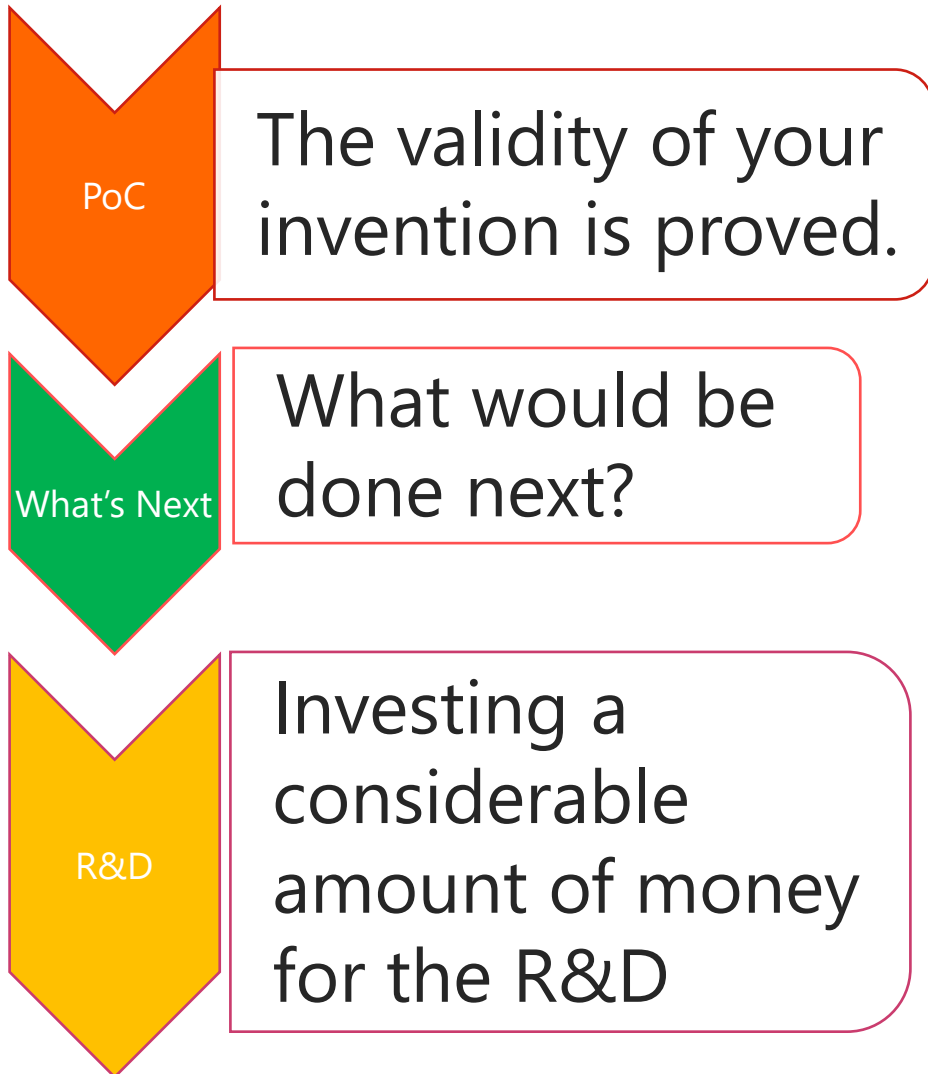 PoC
The validity of your
invention is proved.
What's Next
What would be
done next?
R&D
Investing a
considerable
amount of money
for the R&D